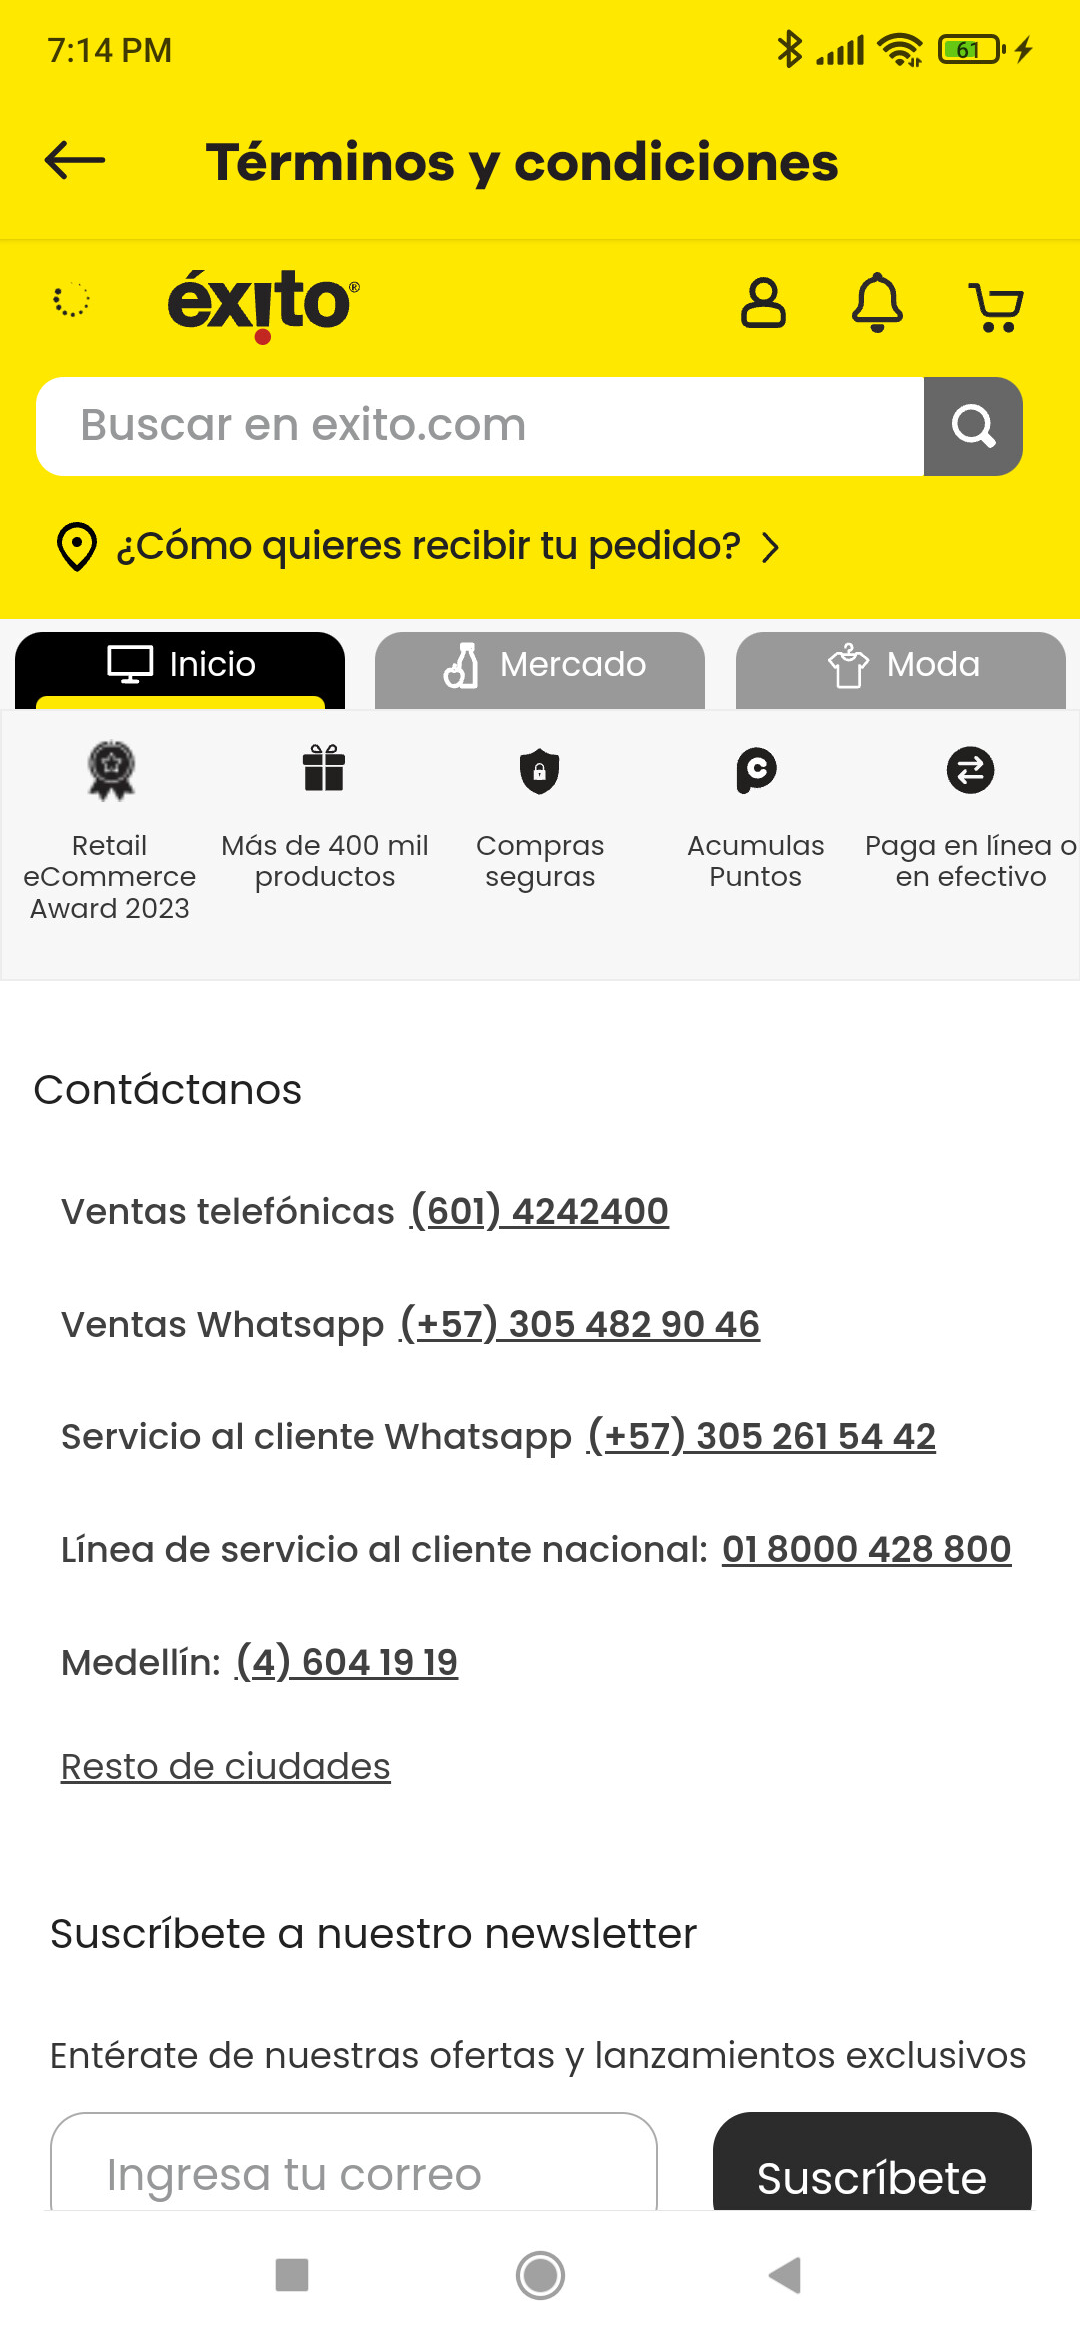 7:14 PM
61
Términos y condiciones
éxito®
Buscar en exito.com
¿Cómo quieres recibir tu pedido?
Inicio
Mercado
Moda
Retail
eCommerce
Award 2023
Más de 400 mil
productos
Compras
seguras
Acumulas
Puntos
Paga en línea o
en efectivo
Contáctanos
Ventas telefónicas (601) 4242400
Ventas Whatsapp (+57) 305 482 90 46
Servicio al cliente Whatsapp (+57) 305 261 54 42
Línea de servicio al cliente nacional: 01 8000 428 800
Medellín: (4) 604 19 19
Resto de ciudades
Suscríbete a nuestro newsletter
Entérate de nuestras ofertas y lanzamientos exclusivos
Ingresa tu correo
Suscríbete